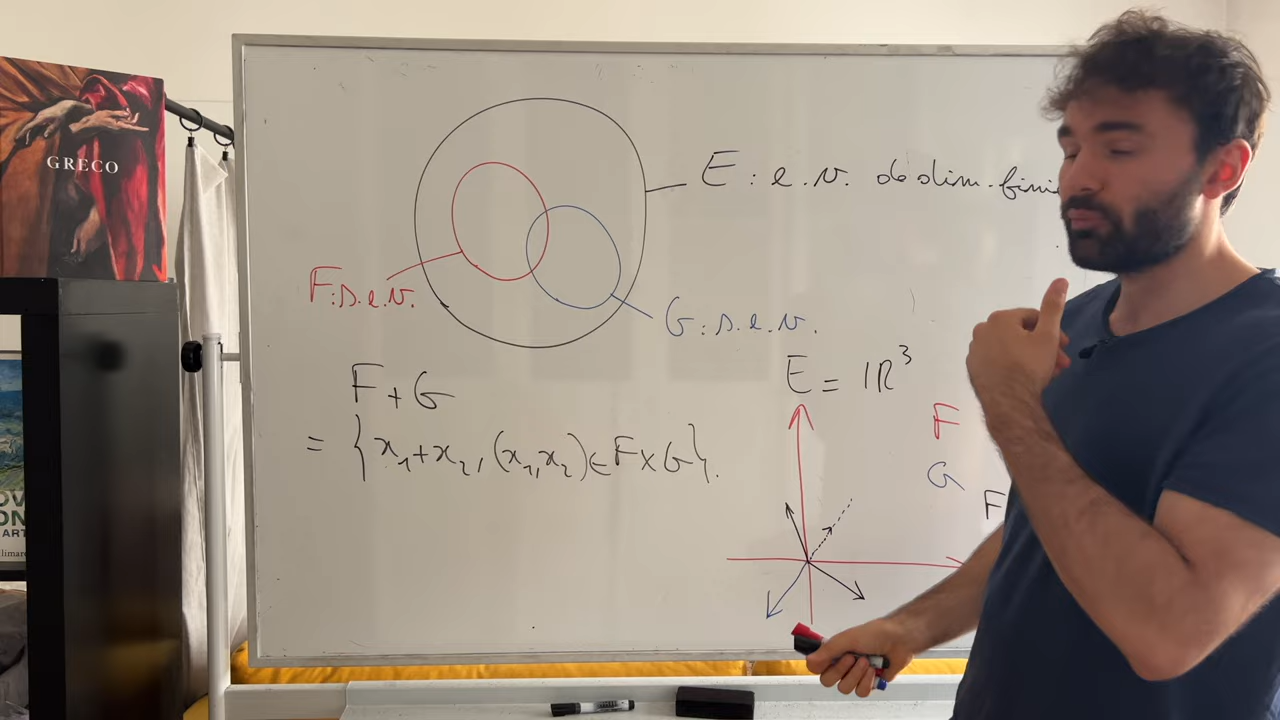 GRECO
E : e.v. de dim. fini
F : s.e.v.
G : s.e.v.
F + G
= {x₁+x₂, (x₁,x₂)∈F×G}.
E = ℝ³
F
G
F